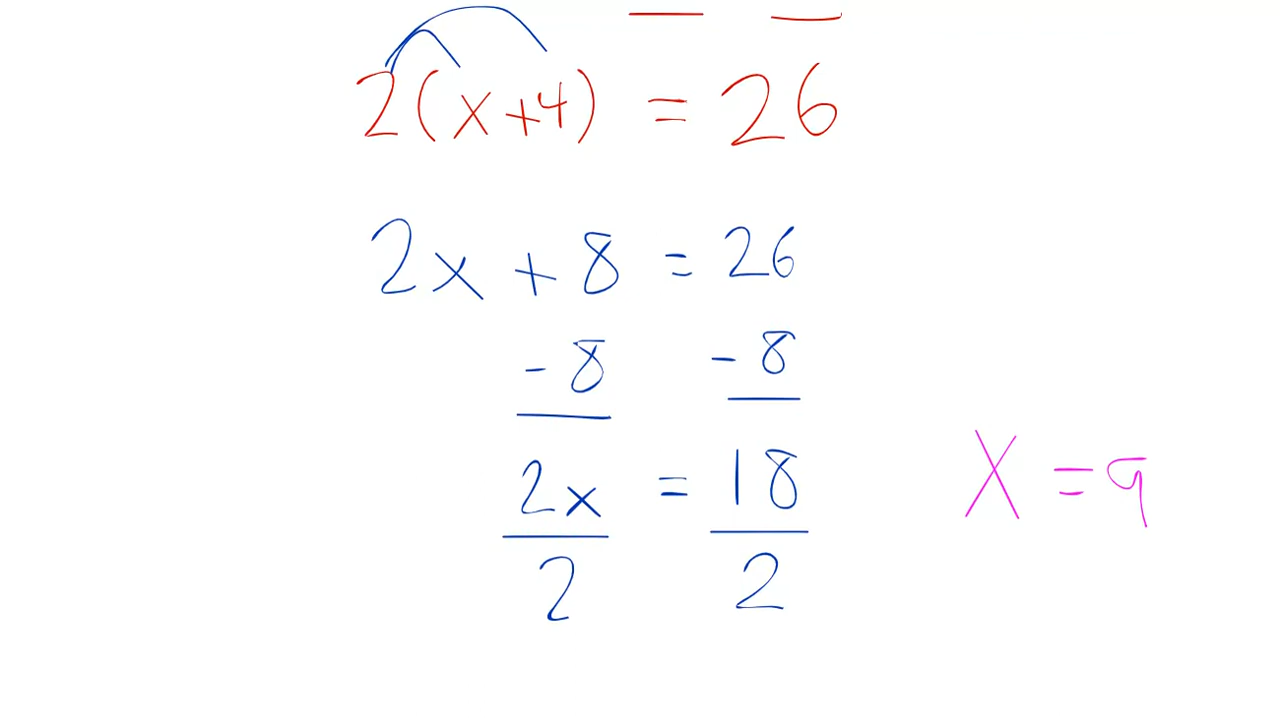 2(x+4) = 26
2x + 8 = 26
- 8 - 8
2x = 18
2 2
X = 9